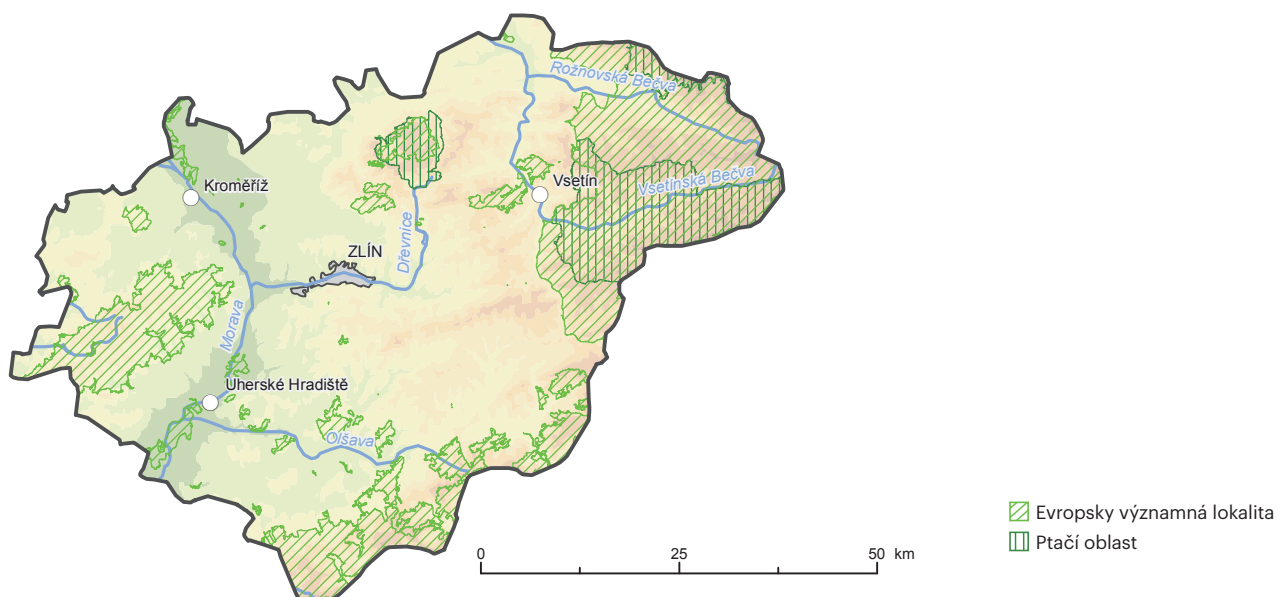 Rožnovská Bečva
Kroměříž
Vsetín
Vsetínská Bečva
ZLÍN
Dřevnice
Morava
Uherské Hradiště
Olšava
Evropsky významná lokalita
Ptačí oblast
0 25 50 km